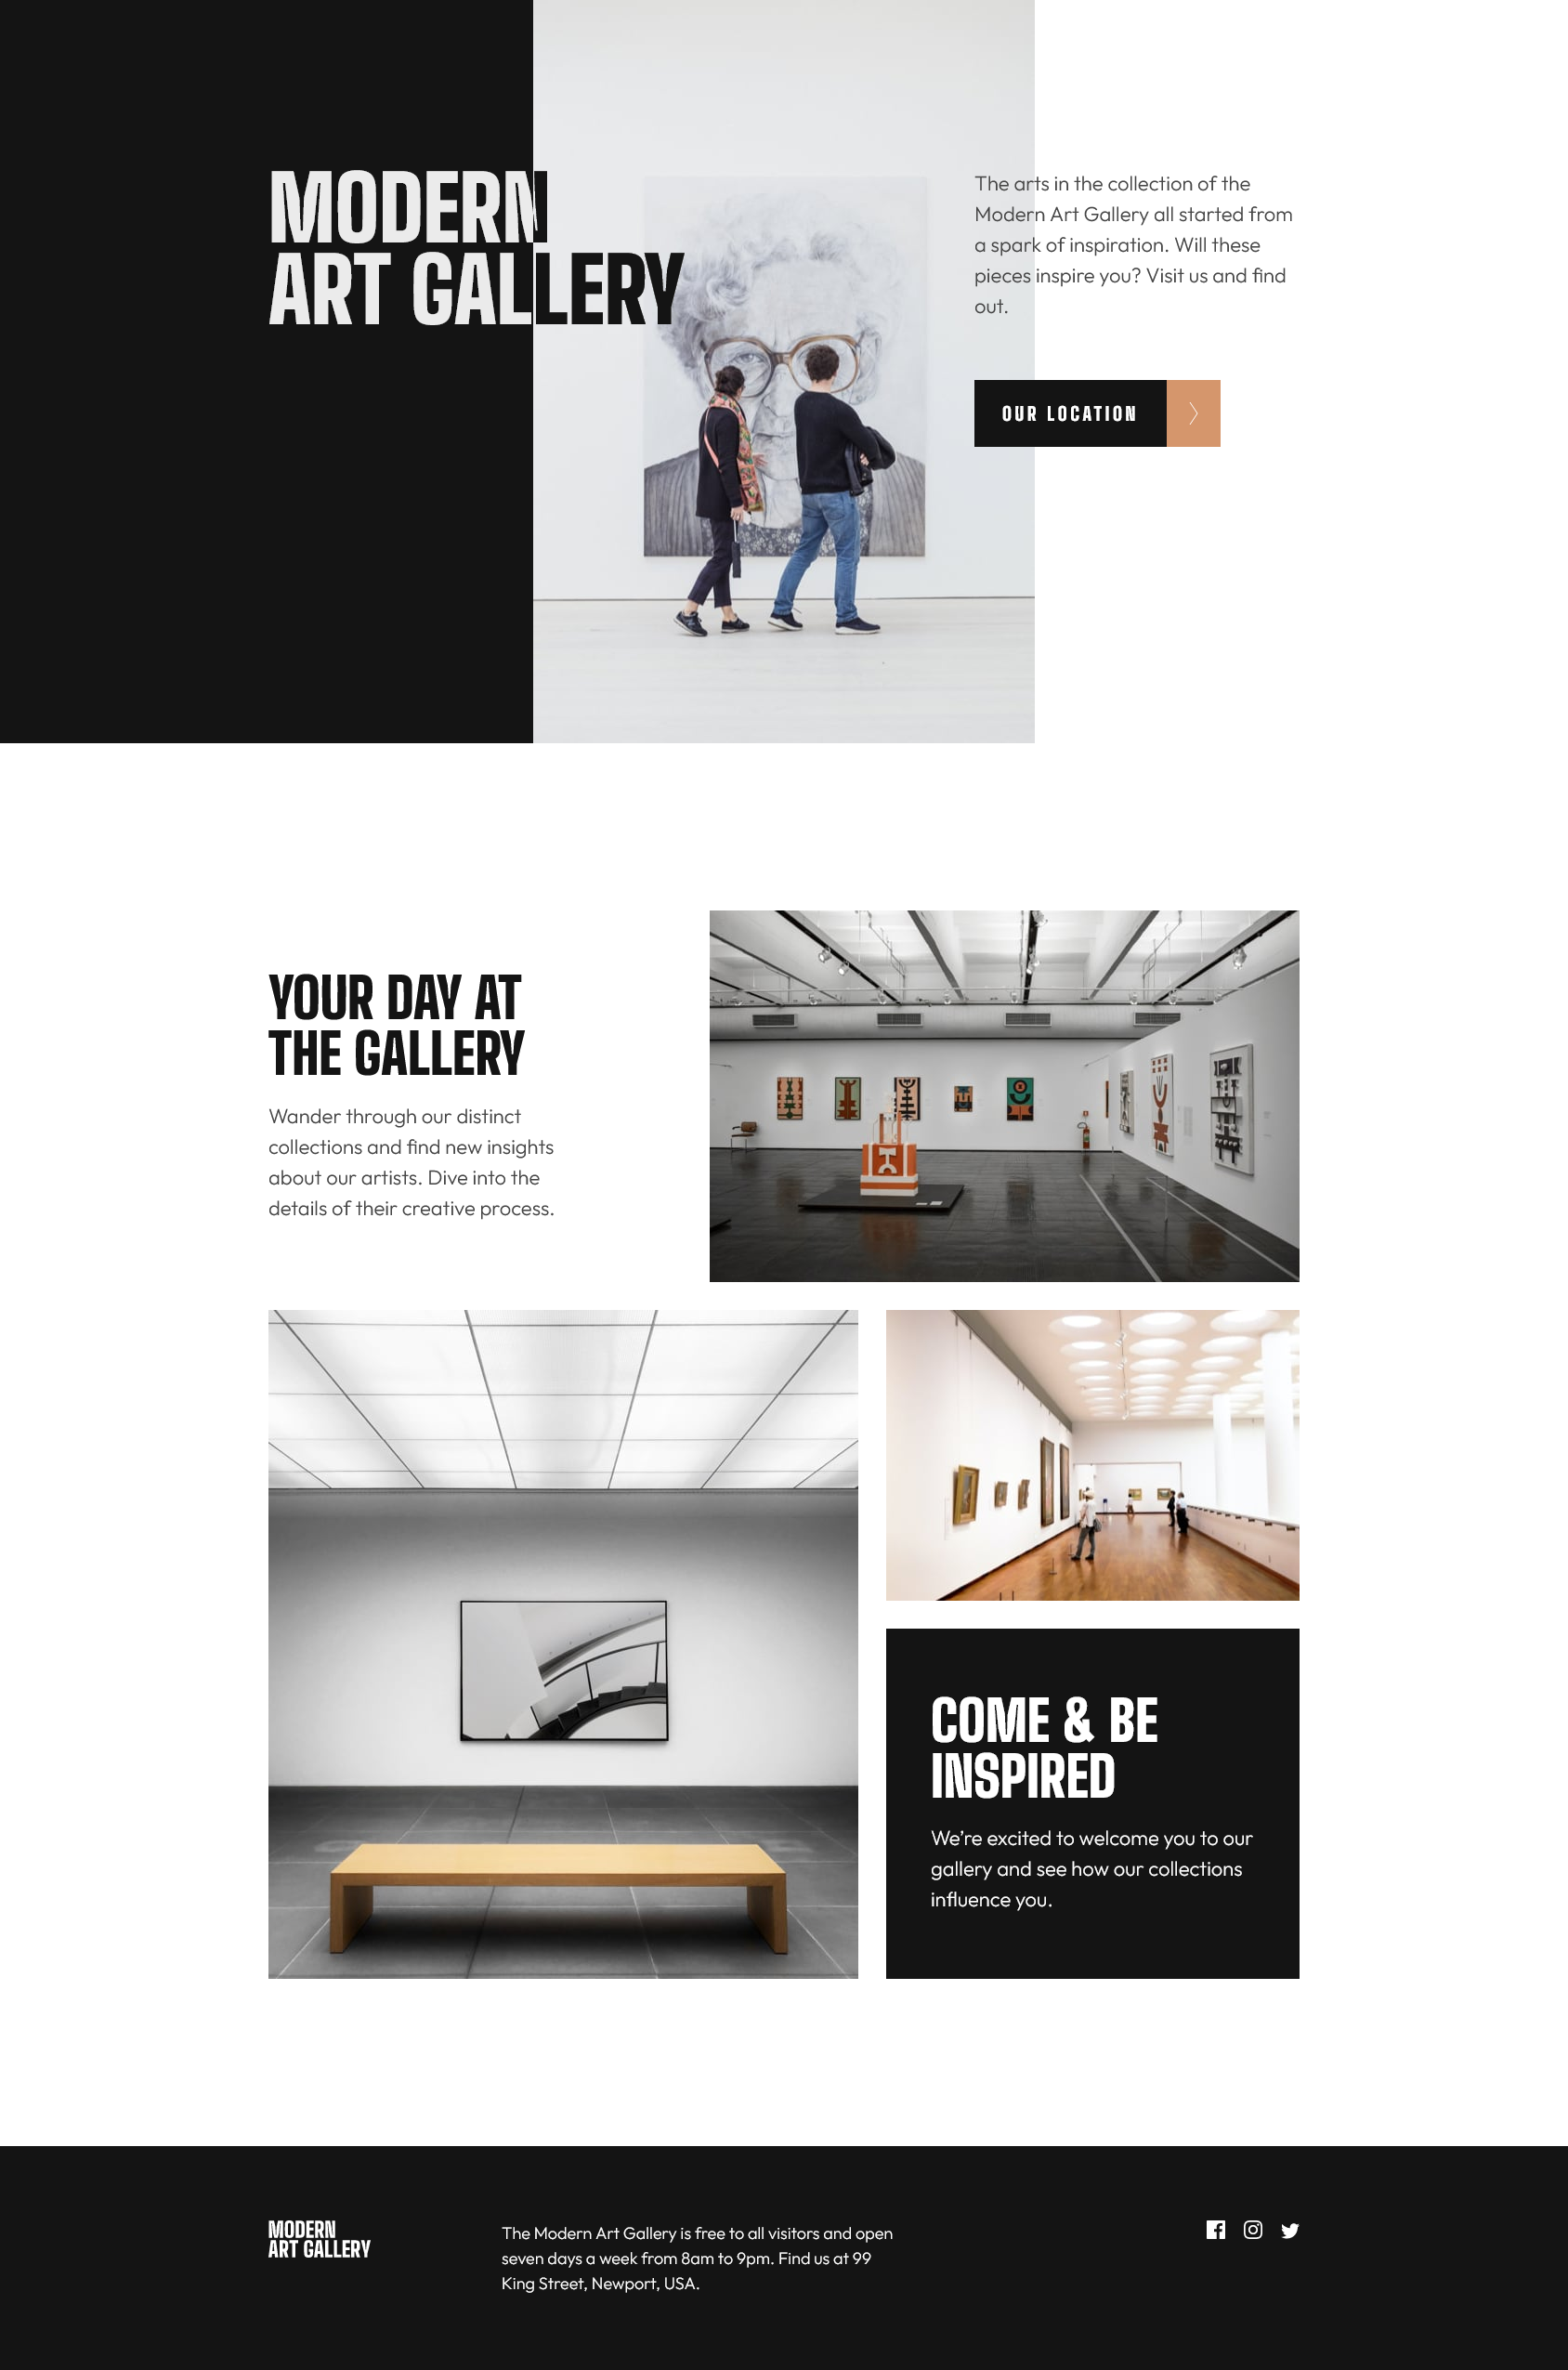 MODERN
ART GALLERY
The arts in the collection of the
Modern Art Gallery all started from
a spark of inspiration. Will these
pieces inspire you? Visit us and find
out.
OUR LOCATION
YOUR DAY AT
THE GALLERY
Wander through our distinct
collections and find new insights
about our artists. Dive into the
details of their creative process.
COME & BE
INSPIRED
We’re excited to welcome you to our
gallery and see how our collections
influence you.
MODERN
ART GALLERY
The Modern Art Gallery is free to all visitors and open
seven days a week from 8am to 9pm. Find us at 99
King Street, Newport, USA.